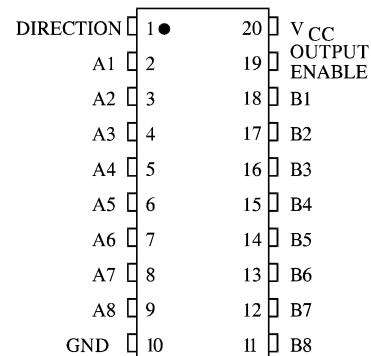 DIRECTION 1 20 VCC
A1 2 19 OUTPUT ENABLE
A2 3 18 B1
A3 4 17 B2
A4 5 16 B3
A5 6 15 B4
A6 7 14 B5
A7 8 13 B6
A8 9 12 B7
GND 10 11 B8